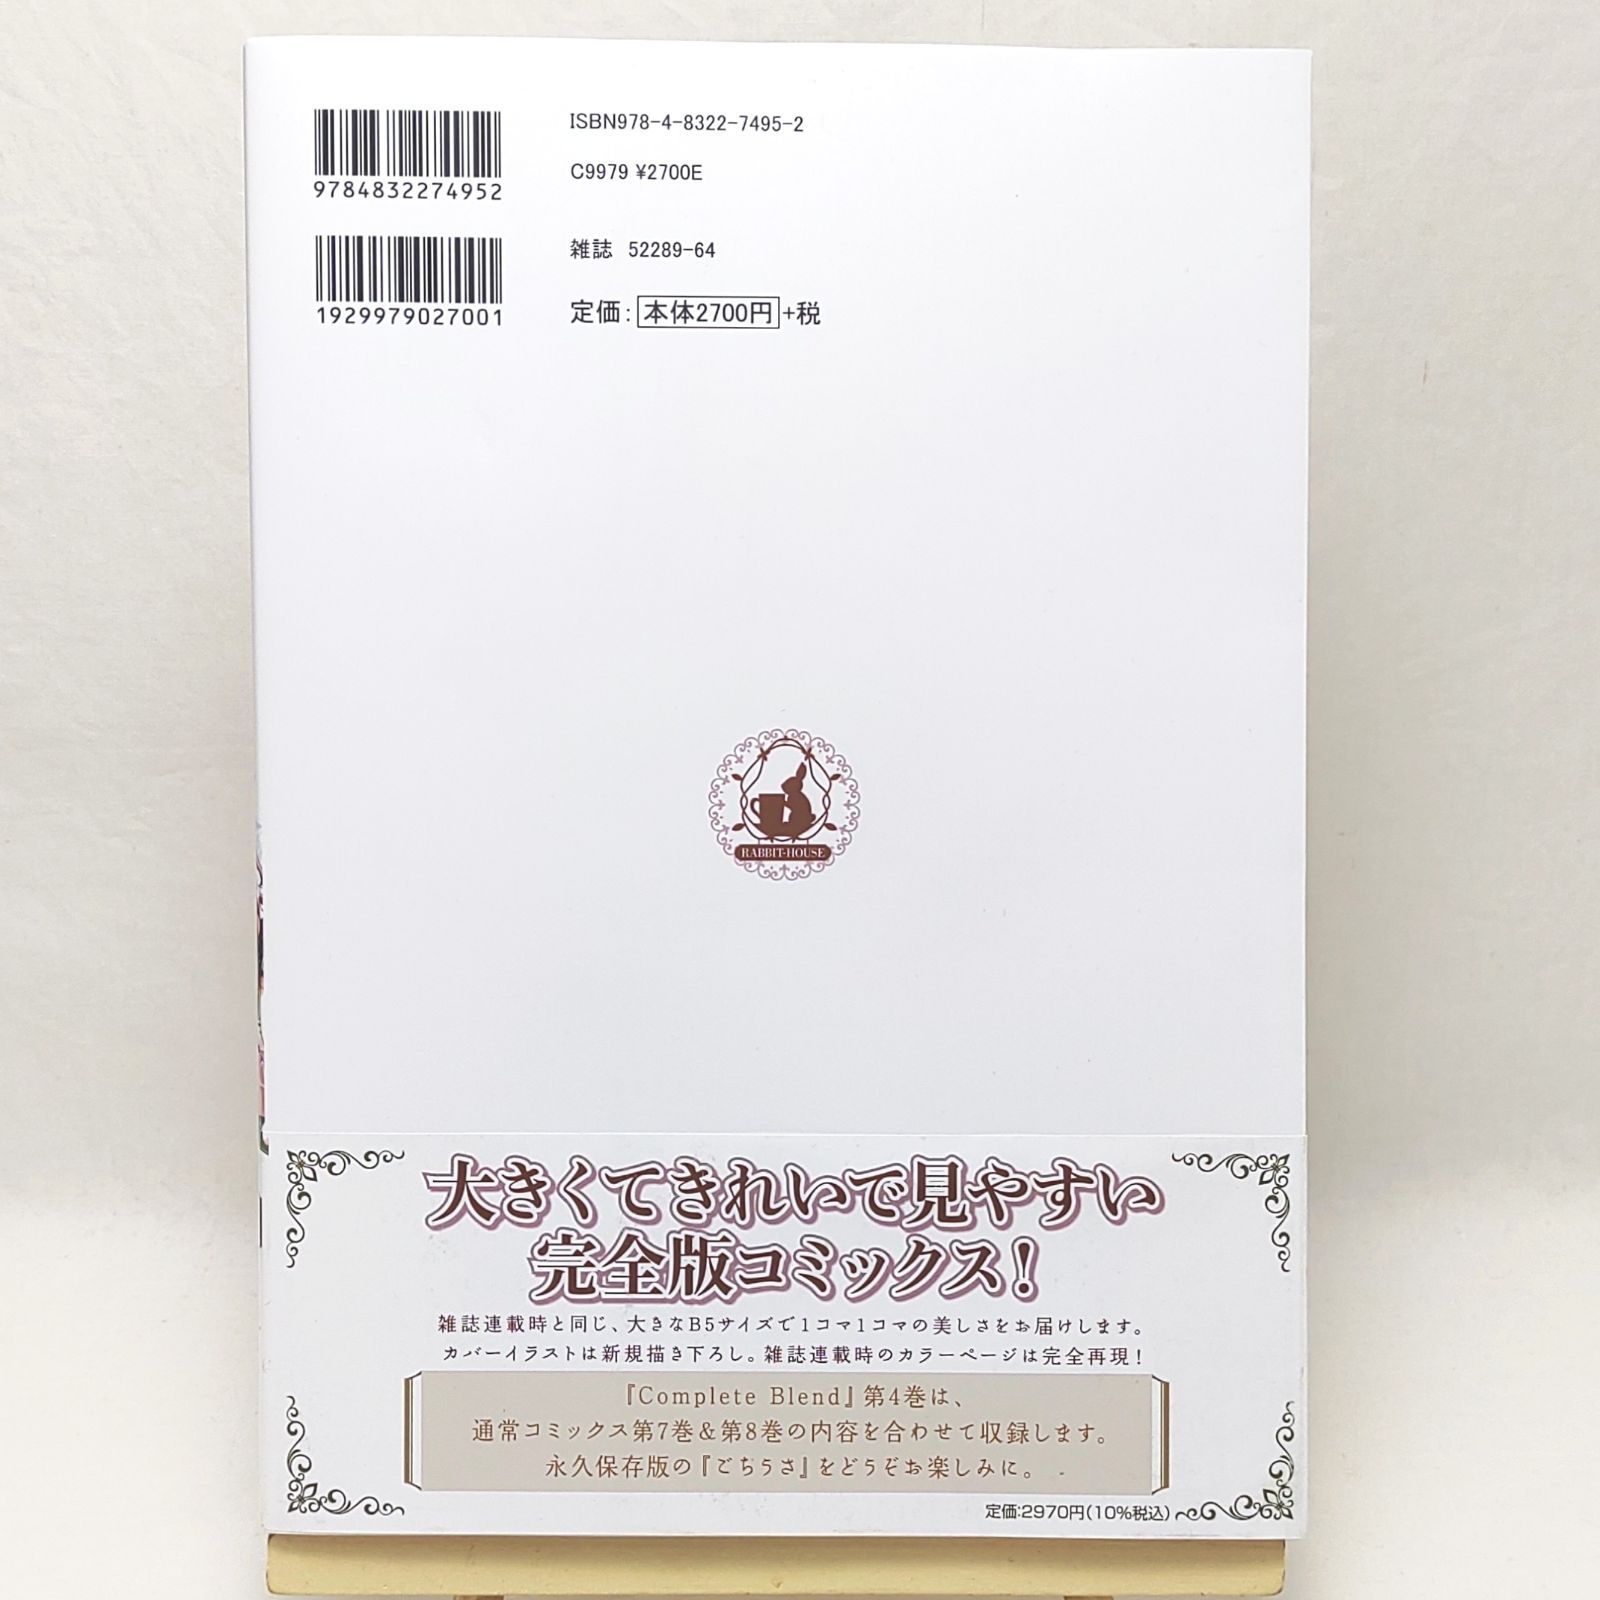 ISBN978-4-8322-7495-2
9784832274952
C9979 ¥2700E
雑誌 52289-64
1929979027001
定価：本体2700円+税
RABBIT-HOUSE
大きくてきれいで見やすい
完全版コミックス！
雑誌連載時と同じ、大きなB5サイズで1コマ1コマの美しさをお届けします。
カバーイラストは新規描き下ろし。雑誌連載時のカラーページは完全再現！
『Complete Blend』第4巻は、
通常コミックス第7巻＆第8巻の内容を合わせて収録します。
永久保存版の『ごちうさ』をどうぞお楽しみに。
定価:2970円(10%税込)